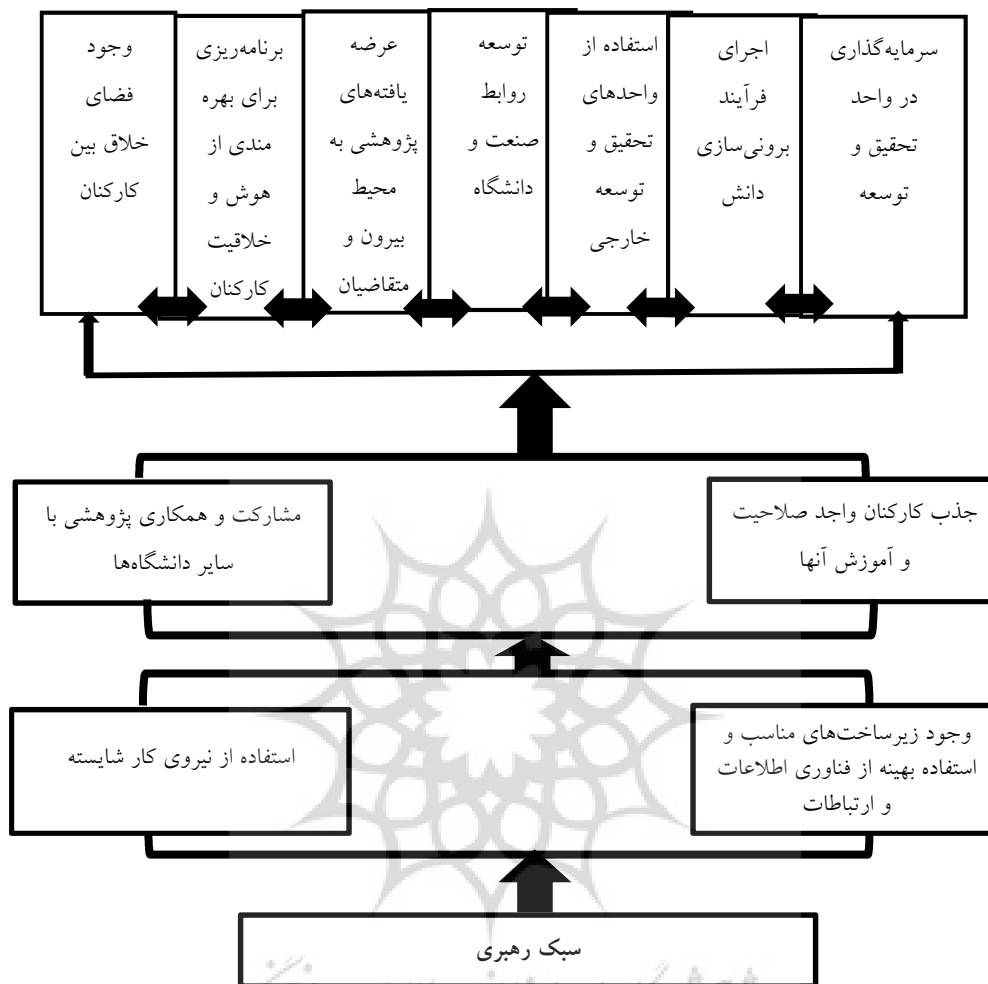 سرمایه‌گذاری
در واحد
تحقیق و
توسعه
اجرای
فرآیند
برونی‌سازی
دانش
استفاده از
واحدهای
تحقیق و
توسعه
خارجی
توسعه
روابط
صنعت و
دانشگاه
عرضه
یافته‌های
پژوهشی به
محیط
بیرون و
متقاضیان
برنامه‌ریزی
برای بهره
مندی از
هوش و
خلاقیت
کارکنان
وجود
فضای
خلاق بین
کارکنان
جذب کارکنان واجد صلاحیت
و آموزش آنها
مشارکت و همکاری پژوهشی با
سایر دانشگاه‌ها
وجود زیرساخت‌های مناسب و
استفاده بهینه از فناوری اطلاعات
و ارتباطات
استفاده از نیروی کار شایسته
سبک رهبری